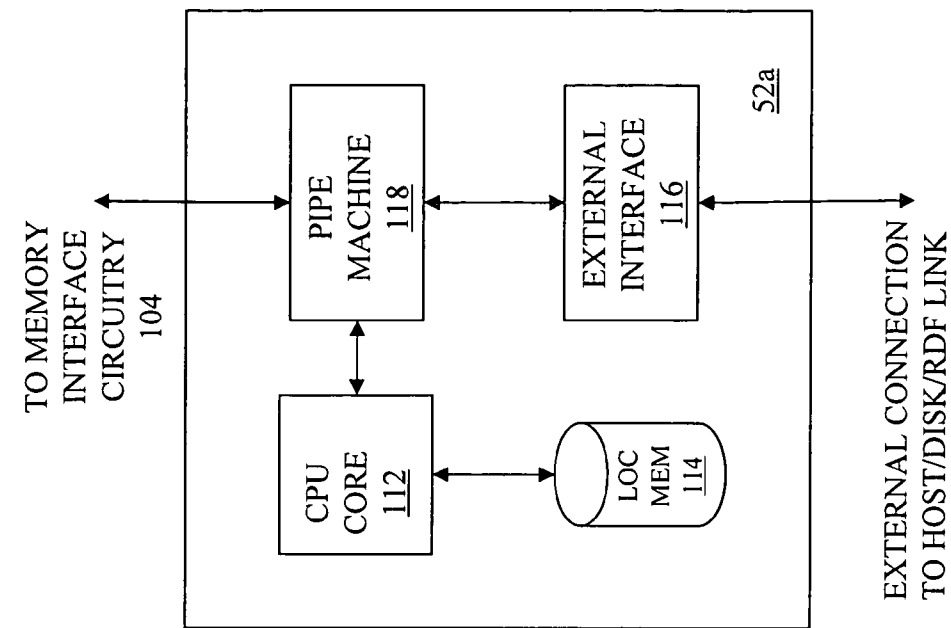 TO MEMORY
INTERFACE
CIRCUITRY
104
PIPE
MACHINE
118
CPU
CORE
112
LOC
MEM
114
EXTERNAL
INTERFACE
116
52a
EXTERNAL CONNECTION
TO HOST/DISK/RDF LINK